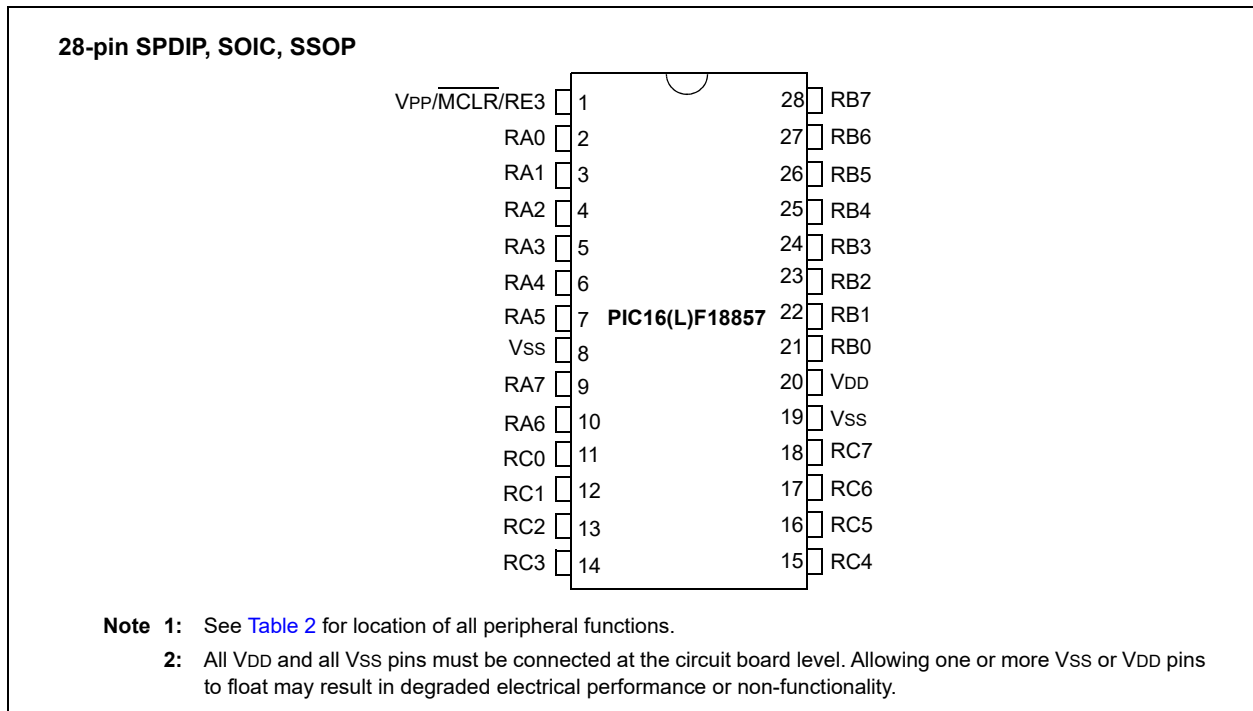 28-pin SPDIP, SOIC, SSOP
VPP/MCLR/RE3 1 28 RB7
RA0 2 27 RB6
RA1 3 26 RB5
RA2 4 25 RB4
RA3 5 24 RB3
RA4 6 23 RB2
RA5 7 PIC16(L)F18857 22 RB1
VSS 8 21 RB0
RA7 9 20 VDD
RA6 10 19 VSS
RC0 11 18 RC7
RC1 12 17 RC6
RC2 13 16 RC5
RC3 14 15 RC4
Note 1: See Table 2 for location of all peripheral functions.
2: All VDD and all VSS pins must be connected at the circuit board level. Allowing one or more VSS or VDD pins
to float may result in degraded electrical performance or non-functionality.